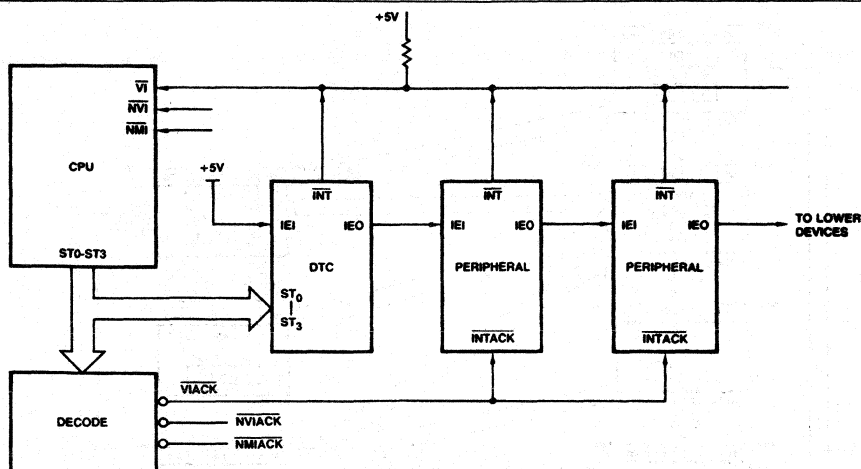 +5V
VI
NVI
NMI
CPU
+5V
INT
INT
INT
IEI
IEO
IEI
IEO
IEI
IEO
TO LOWER
DEVICES
ST0-ST3
DTC
PERIPHERAL
PERIPHERAL
ST0
ST3
INTACK
INTACK
VIACK
DECODE
NVIACK
NMIACK